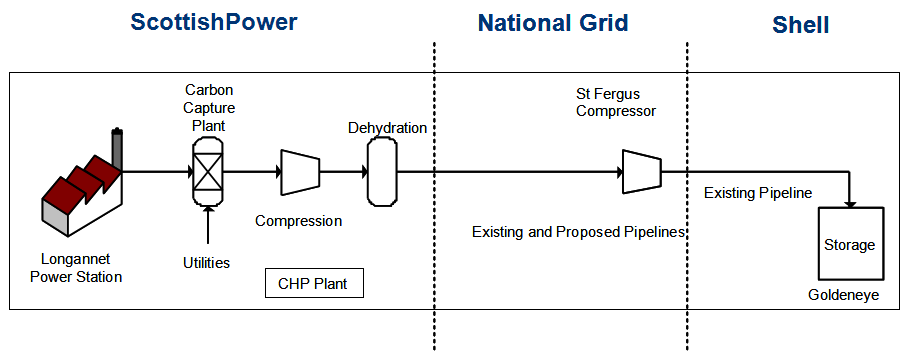 ScottishPower
National Grid
Shell
Carbon
Capture
Plant
St Fergus
Compressor
Dehydration
Existing Pipeline
Compression
Existing and Proposed Pipelines
Storage
Longannet
Power Station
Utilities
CHP Plant
Goldeneye